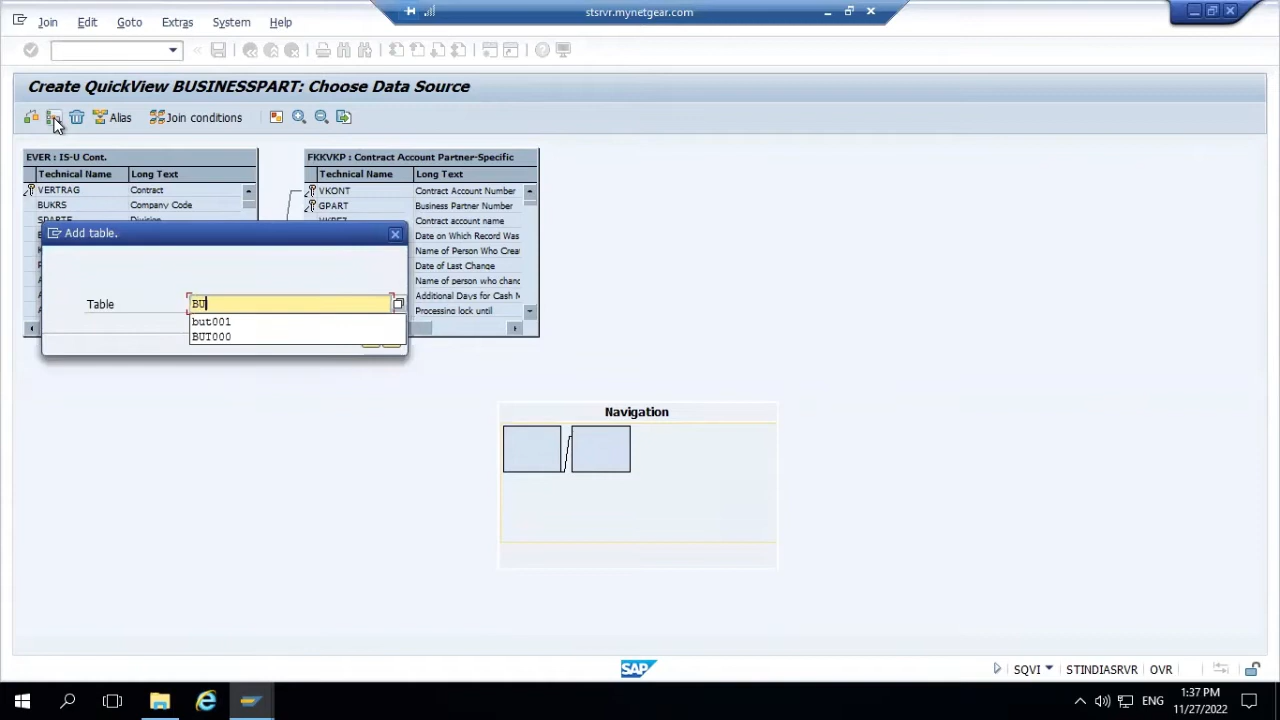 stsrvr.mynetgear.com
Join Edit Goto Extras System Help
Create QuickView BUSINESSPART: Choose Data Source
Alias Join conditions
EVER : IS-U Cont.
Technical Name Long Text
VERTRAG Contract
BUKRS Company Code
FKKVKP : Contract Account Partner-Specific
Technical Name Long Text
VKONT Contract Account Number
GPART Business Partner Number
Contract account name
Date on Which Record Was
Name of Person Who Crea
Date of Last Change
Name of person who chang
Additional Days for Cash M
Processing lock until
Add table.
Table BU
but001
BUT000
Navigation
SAP
SQVI STINDIASRVR OVR
ENG
1:37 PM
11/27/2022